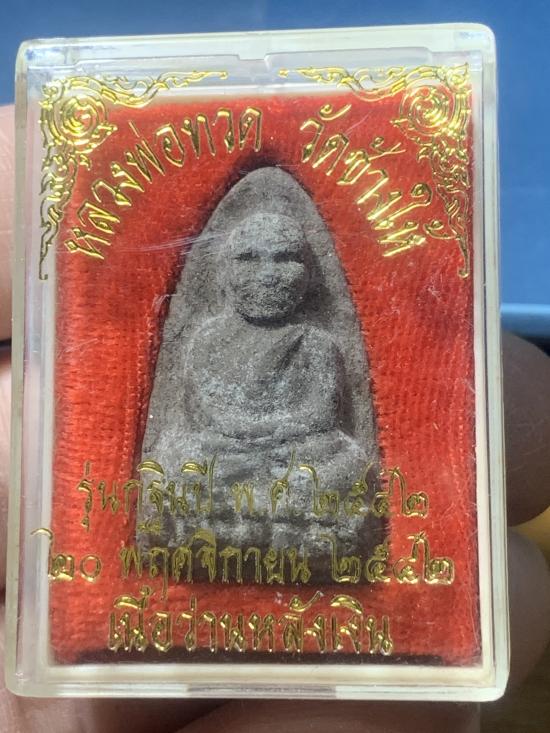 หลวงพ่อทวด วัดช้างให้
รุ่นกฐินปี พ.ศ.๒๕๔๒
๒๐ พฤศจิกายน ๒๕๔๒
เนื้อว่านหลังเงิน